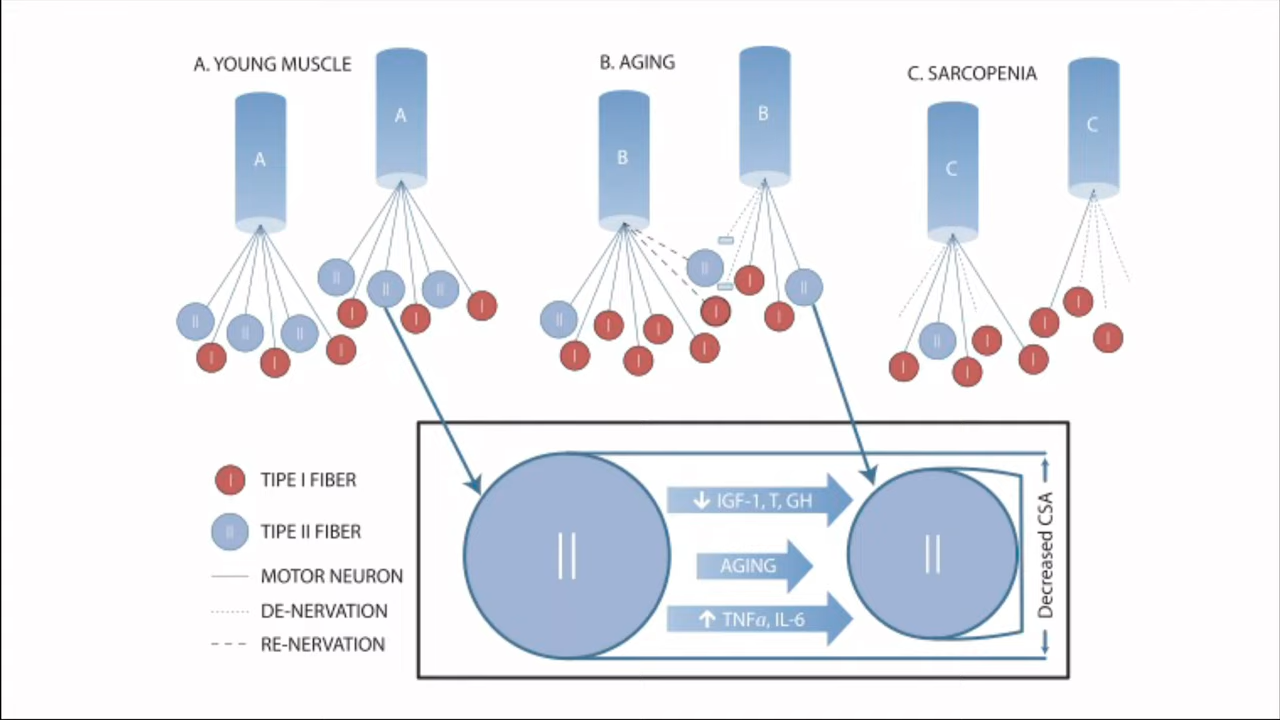 A. YOUNG MUSCLE
B. AGING
C. SARCOPENIA
A
A
B
B
C
C
II
II
II
II
II
II
I
I
I
I
I
I
II
II
II
I
I
I
I
I
I
I
I
I
II
I
I
I
I
I
I
I
I TIPE I FIBER
II TIPE II FIBER
MOTOR NEURON
DE-NERVATION
RE-NERVATION
II
↓ IGF-1, T, GH
AGING
↑ TNFα, IL-6
II
Decreased CSA